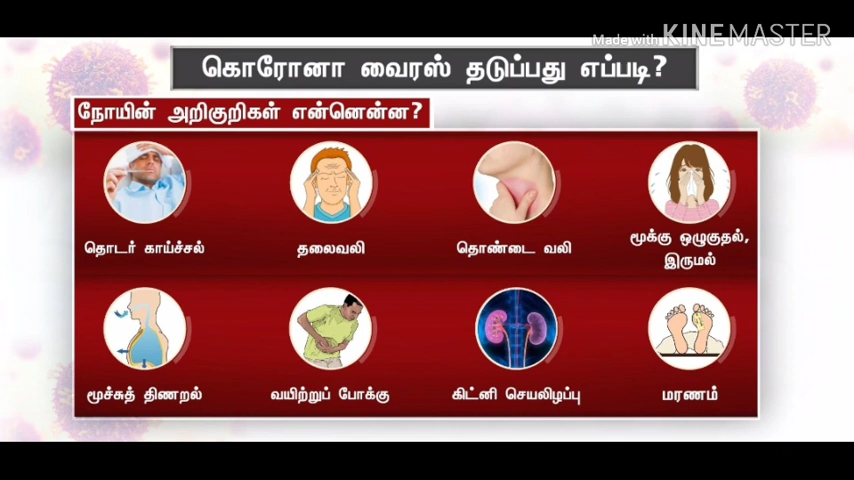 Made with KINEMASTER
கொரோனா வைரஸ் தடுப்பது எப்படி?
நோயின் அறிகுறிகள் என்னென்ன?
தொடர் காய்ச்சல்
தலைவலி
தொண்டை வலி
மூக்கு ஒழுகுதல்,
இருமல்
மூச்சுத் திணறல்
வயிற்றுப் போக்கு
கிட்னி செயலிழப்பு
மரணம்